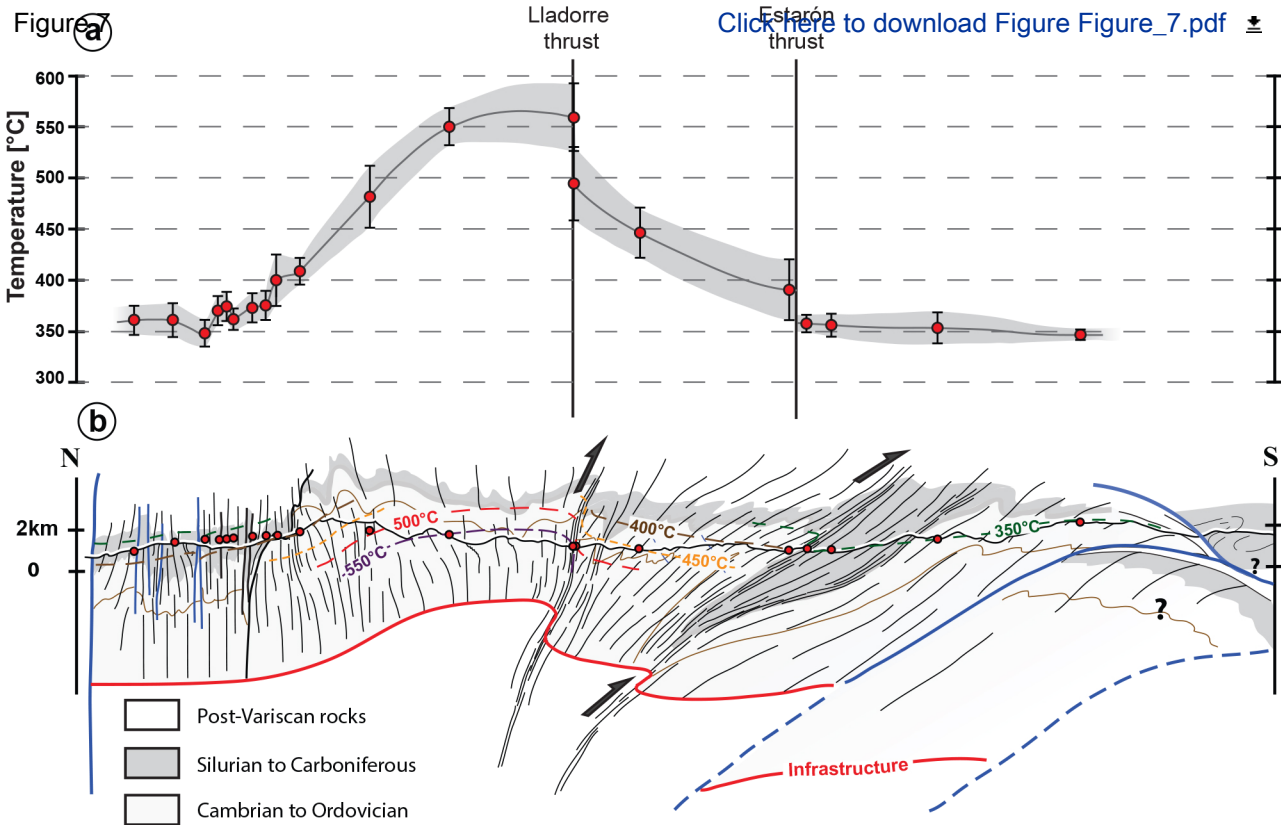 Figure 7
Click here to download Figure Figure_7.pdf
a
Lladorre
thrust
Estarón
thrust
Temperature [°C]
600
550
500
450
400
350
300
b
N
S
2km
0
500°C
-550°C
400°C
450°C-
350°C
?
?
Infrastructure
Post-Variscan rocks
Silurian to Carboniferous
Cambrian to Ordovician